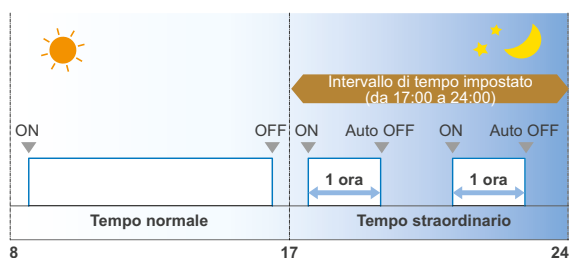 Intervallo di tempo impostato
(da 17:00 a 24:00)
ON OFF ON Auto OFF ON Auto OFF
1 ora 1 ora
Tempo normale Tempo straordinario
8 17 24